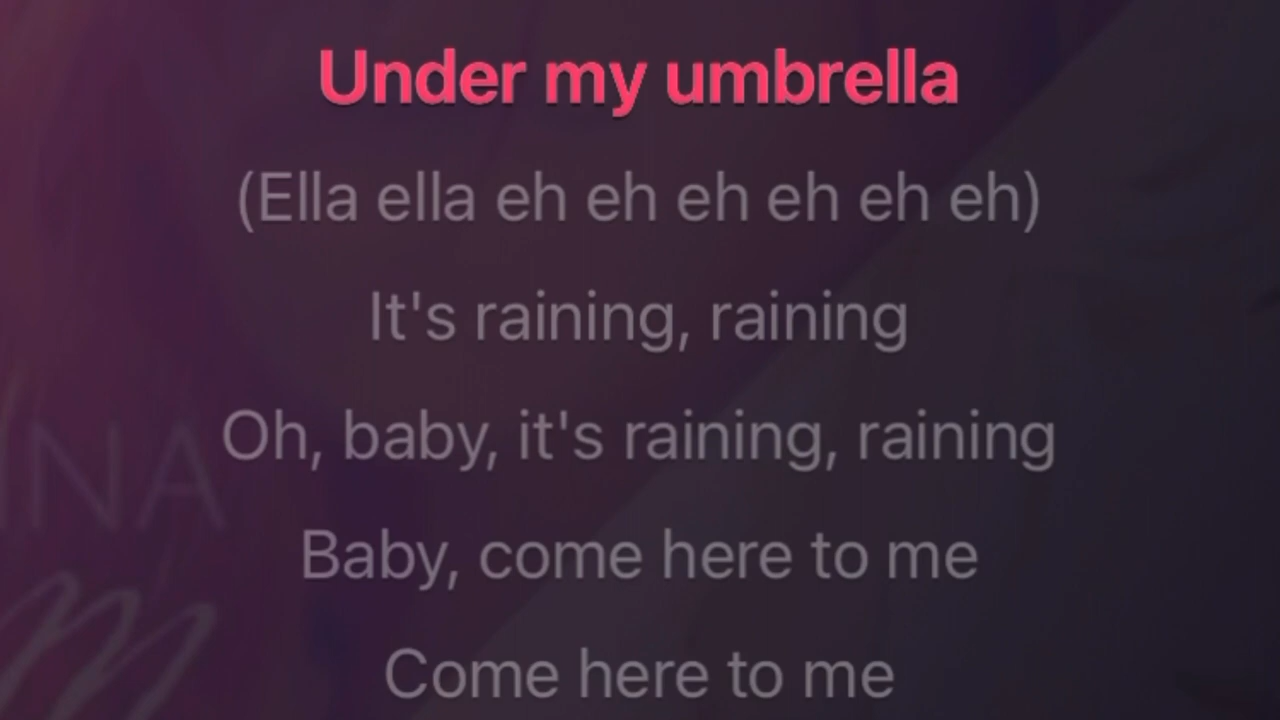 Under my umbrella
(Ella ella eh eh eh eh eh eh)
It's raining, raining
Oh, baby, it's raining, raining
Baby, come here to me
Come here to me